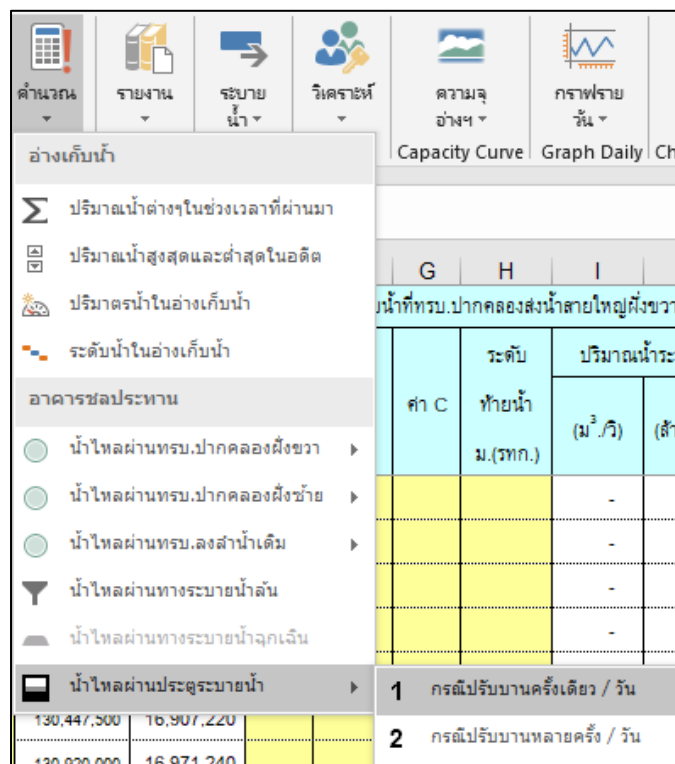 คำนวณ รายงาน ระบาย วิเคราะห์ ความจุ กราฟราย
น้ำ อ่างฯ วัน
Capacity Curve Graph Daily Ch
อ่างเก็บน้ำ
ปริมาณน้ำต่างๆในช่วงเวลาที่ผ่านมา
ปริมาณน้ำสูงสุดและต่ำสุดในอดีต
ปริมาตรน้ำในอ่างเก็บน้ำ
ระดับน้ำในอ่างเก็บน้ำ
อาคารชลประทาน
น้ำไหลผ่านทรบ.ปากคลองฝั่งขวา
น้ำไหลผ่านทรบ.ปากคลองฝั่งซ้าย
น้ำไหลผ่านทรบ.ลงลำน้ำเดิม
น้ำไหลผ่านทางระบายน้ำล้น
น้ำไหลผ่านทางระบายน้ำฉุกเฉิน
น้ำไหลผ่านประตูระบายน้ำ
1 กรณีปรับบานครั้งเดียว / วัน
2 กรณีปรับบานหลายครั้ง / วัน
G H I
น้ำที่ทรบ.ปากคลองส่งน้ำสายใหญ่ฝั่งขวา
ระดับ ปริมาณน้ำระ
ค่า C ท้ายน้ำ (ม³./วิ) (ล้า
ม.(รทก.)
-
-
-
-
130,447,500 16,907,220
130,920,000 16,971,240